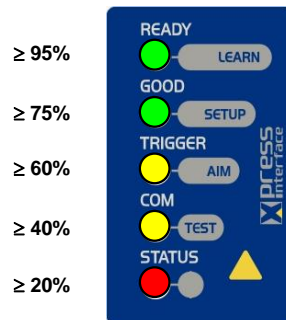 READY
≥ 95% LEARN
GOOD
≥ 75% SETUP
TRIGGER
≥ 60% AIM
COM
≥ 40% TEST
STATUS
≥ 20%
Xpress
interface